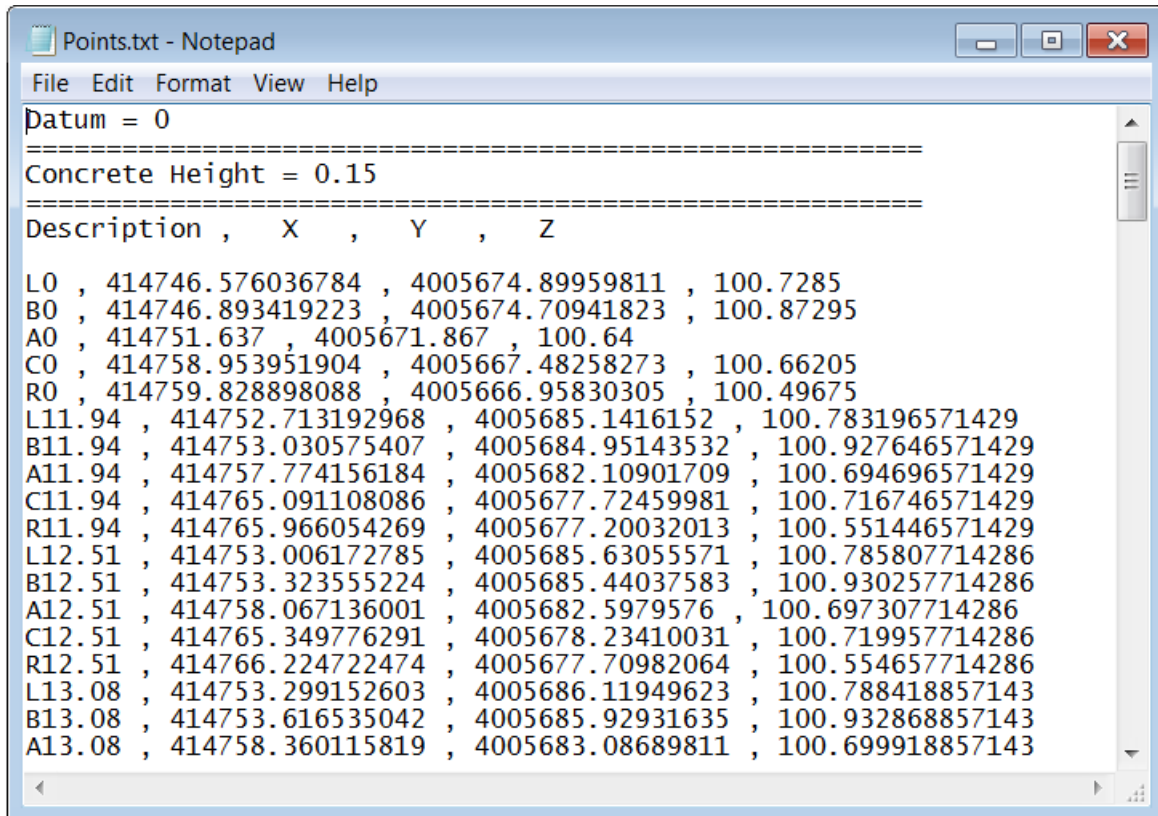 Points.txt - Notepad
File Edit Format View Help
Datum = 0
========================================================
Concrete Height = 0.15
========================================================
Description , X , Y , Z
L0 , 414746.576036784 , 4005674.89959811 , 100.7285
B0 , 414746.893419223 , 4005674.70941823 , 100.87295
A0 , 414751.637 , 4005671.867 , 100.64
C0 , 414758.953951904 , 4005667.48258273 , 100.66205
R0 , 414759.828898088 , 4005666.95830305 , 100.49675
L11.94 , 414752.713192968 , 4005685.1416152 , 100.783196571429
B11.94 , 414753.030575407 , 4005684.95143532 , 100.927646571429
A11.94 , 414757.774156184 , 4005682.10901709 , 100.694696571429
C11.94 , 414765.091108086 , 4005677.72459981 , 100.716746571429
R11.94 , 414765.966054269 , 4005677.20032013 , 100.551446571429
L12.51 , 414753.006172785 , 4005685.63055571 , 100.785807714286
B12.51 , 414753.323555224 , 4005685.44037583 , 100.930257714286
A12.51 , 414758.067136001 , 4005682.5979576 , 100.697307714286
C12.51 , 414765.349776291 , 4005678.23410031 , 100.719957714286
R12.51 , 414766.224722474 , 4005677.70982064 , 100.554657714286
L13.08 , 414753.299152603 , 4005686.11949623 , 100.788418857143
B13.08 , 414753.616535042 , 4005685.92931635 , 100.932868857143
A13.08 , 414758.360115819 , 4005683.08689811 , 100.699918857143